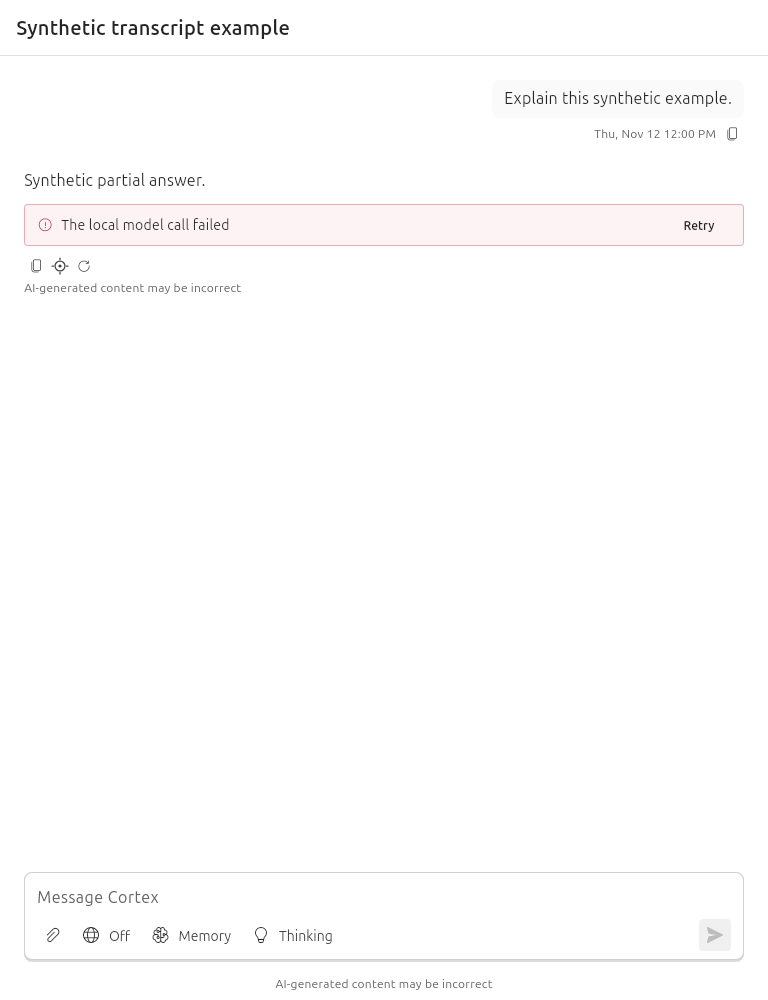 Synthetic transcript example
Explain this synthetic example.
Thu, Nov 12 12:00 PM
Synthetic partial answer.
The local model call failed
Retry
AI-generated content may be incorrect
Message Cortex
Off
Memory
Thinking
AI-generated content may be incorrect